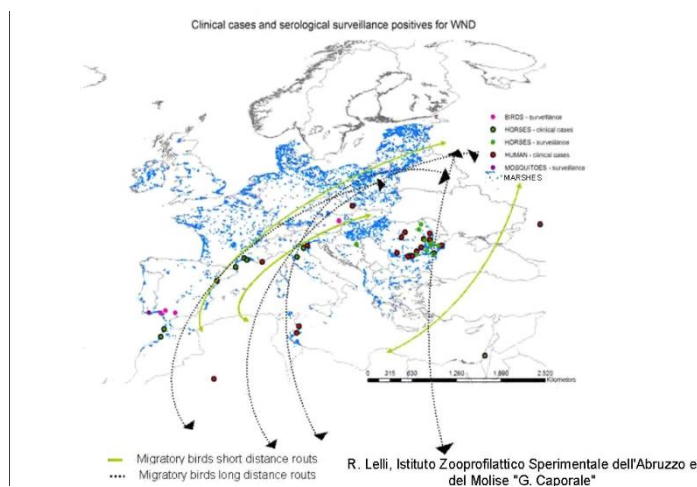 Clinical cases and serological surveillance positives for WND
BIRDS - surveillance
HORSES - clinical cases
HORSES - surveillance
HUMAN - clinical cases
MOSQUITOES - surveillance
MARSHES
0 315 630 1.260 1.890 2.520
Kilometers
Migratory birds short distance routs
Migratory birds long distance routs
R. Lelli, Istituto Zooprofilattico Sperimentale dell'Abruzzo e
del Molise "G. Caporale"